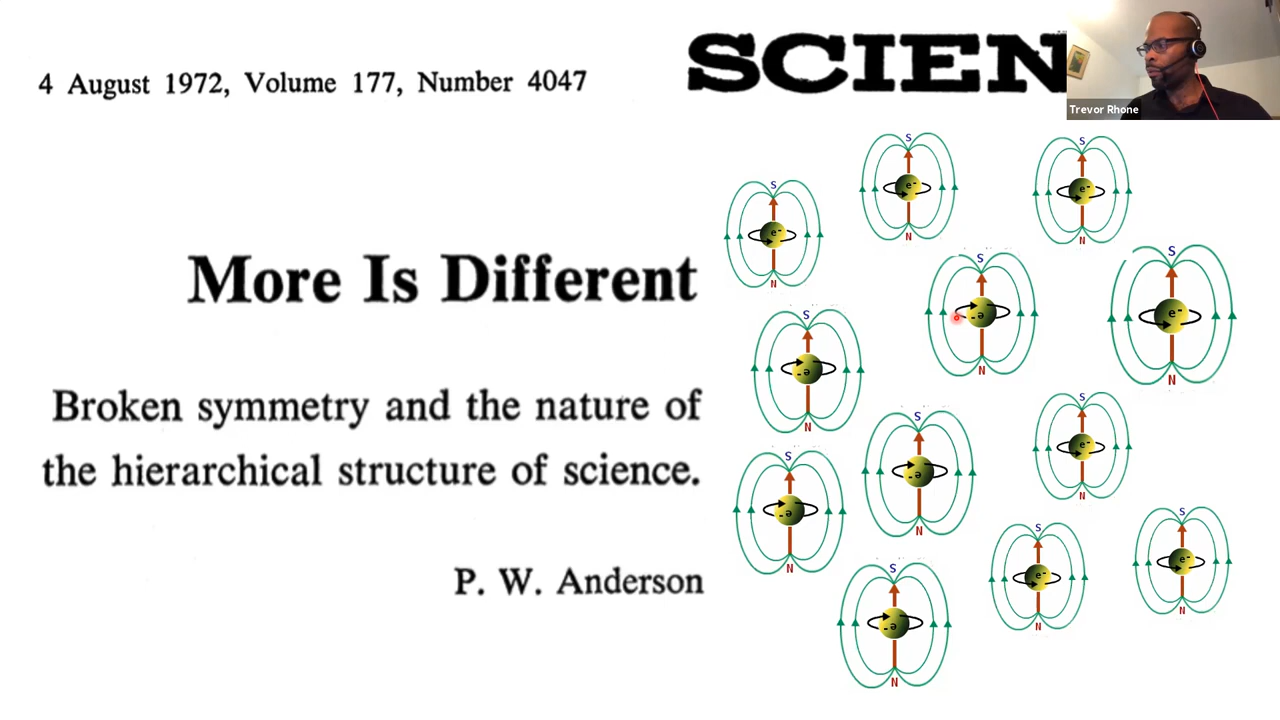 4 August 1972, Volume 177, Number 4047
SCIEN
Trevor Rhone
More Is Different
Broken symmetry and the nature of
the hierarchical structure of science.
P. W. Anderson
S
e-
N
S
e-
N
S
e-
N
S
e-
N
S
e-
N
S
e-
N
S
e-
N
S
e-
N
S
e-
N
S
e-
N
S
e-
N
S
e-
N